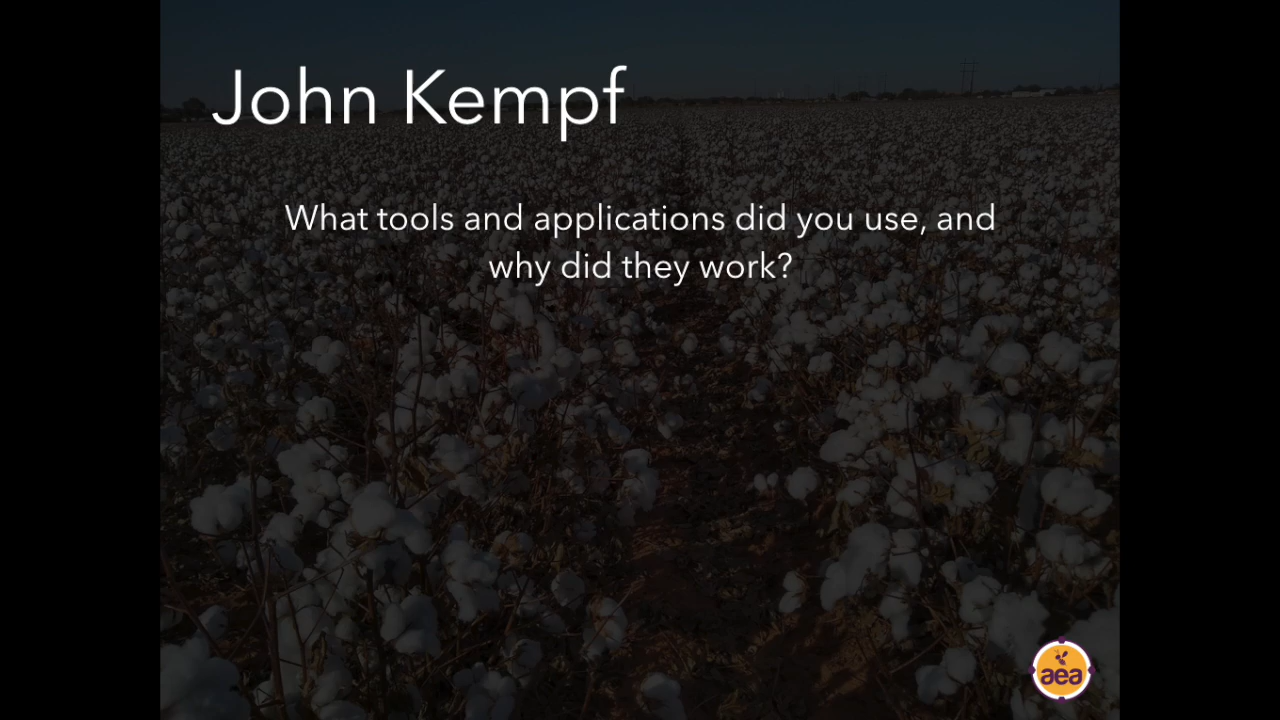 John Kempf
What tools and applications did you use, and
why did they work?
aea